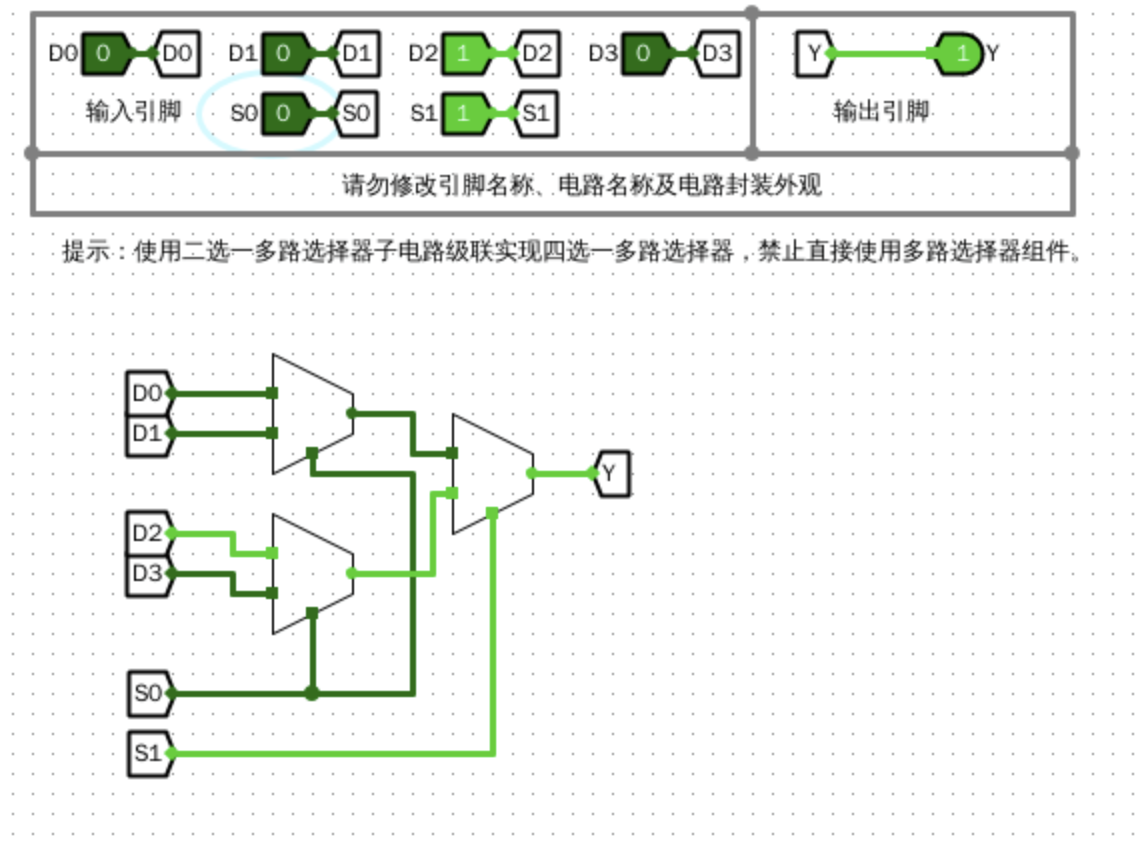 D0 0 D0 D1 0 D1 D2 1 D2 D3 0 D3 Y 1 Y
输入引脚 S0 0 S0 S1 1 S1 输出引脚
请勿修改引脚名称、电路名称及电路封装外观
提示：使用二选一多路选择器子电路级联实现四选一多路选择器，禁止直接使用多路选择器组件。
D0
D1
Y
D2
D3
S0
S1